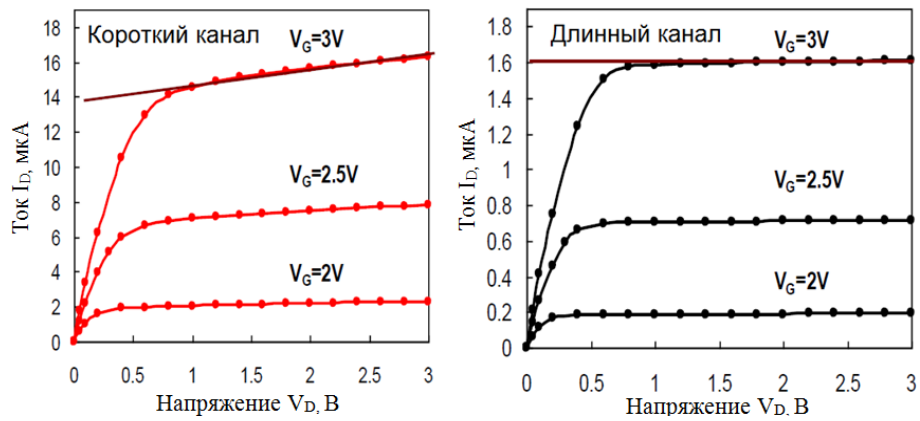 Короткий канал
V_G=3V
V_G=2.5V
V_G=2V
18
16
14
12
10
8
6
4
2
0
0
0.5
1
1.5
2
2.5
3
Ток I_D, мкА
Напряжение V_D, В
Длинный канал
V_G=3V
V_G=2.5V
V_G=2V
1.8
1.6
1.4
1.2
1
0.8
0.6
0.4
0.2
0
0
0.5
1
1.5
2
2.5
3
Ток I_D, мкА
Напряжение V_D, В